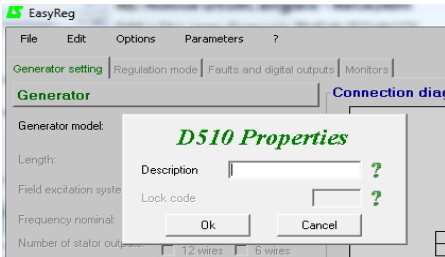 EasyReg
File Edit Options Parameters ?
Generator setting Regulation mode Faults and digital outputs Monitors
Generator
Connection diag
Generator model:
D510 Properties
Length:
Description ?
Field excitation syste
Lock code ?
Frequency nominal:
Ok Cancel
Number of stator outputs:
12 wires 6 wires